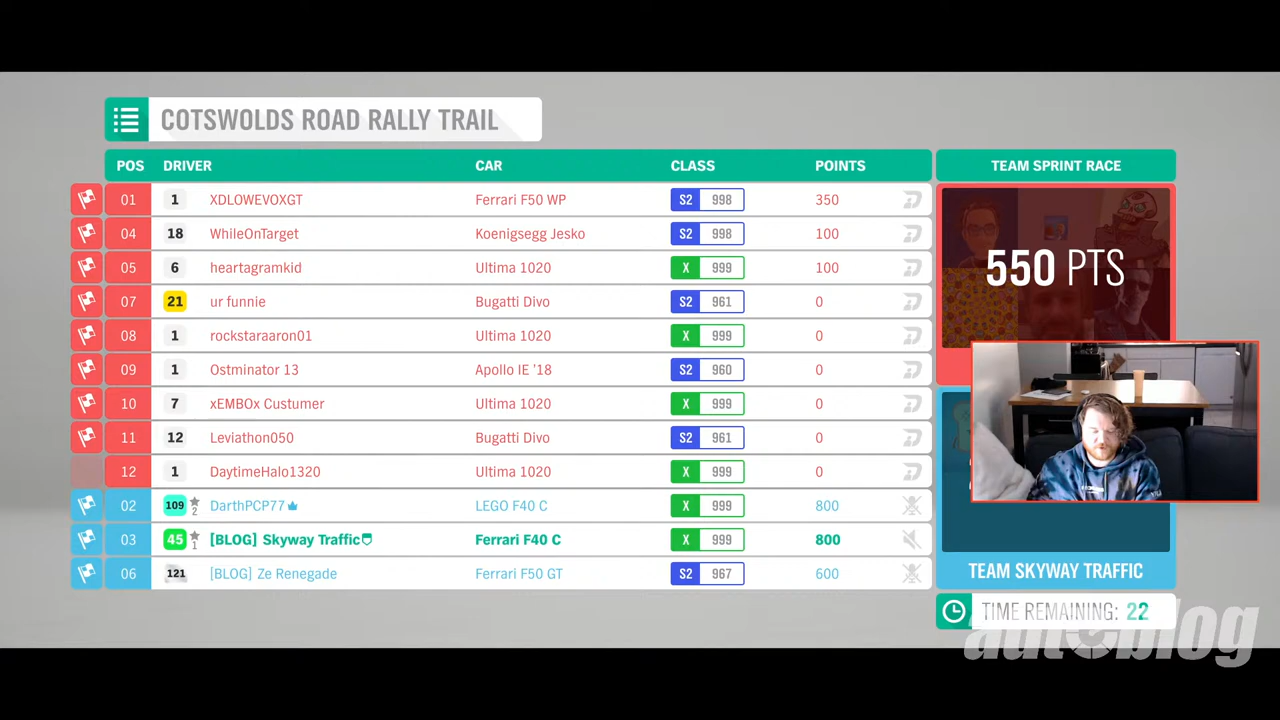 COTSWOLDS ROAD RALLY TRAIL
POS DRIVER CAR CLASS POINTS TEAM SPRINT RACE
01 1 XDLOWEVOXGT Ferrari F50 WP S2 998 350
04 18 WhileOnTarget Koenigsegg Jesko S2 998 100
05 6 heartagramkid Ultima 1020 X 999 100
550 PTS
07 21 ur funnie Bugatti Divo S2 961 0
08 1 rockstaraaron01 Ultima 1020 X 999 0
09 1 Ostminator 13 Apollo IE '18 S2 960 0
10 7 xEMBOx Custumer Ultima 1020 X 999 0
11 12 Leviathon050 Bugatti Divo S2 961 0
12 1 DaytimeHalo1320 Ultima 1020 X 999 0
02 109 2 DarthPCP77 LEGO F40 C X 999 800
03 45 1 [BLOG] Skyway Traffic Ferrari F40 C X 999 800
06 121 [BLOG] Ze Renegade Ferrari F50 GT S2 967 600
TEAM SKYWAY TRAFFIC
TIME REMAINING: 22
autoblog